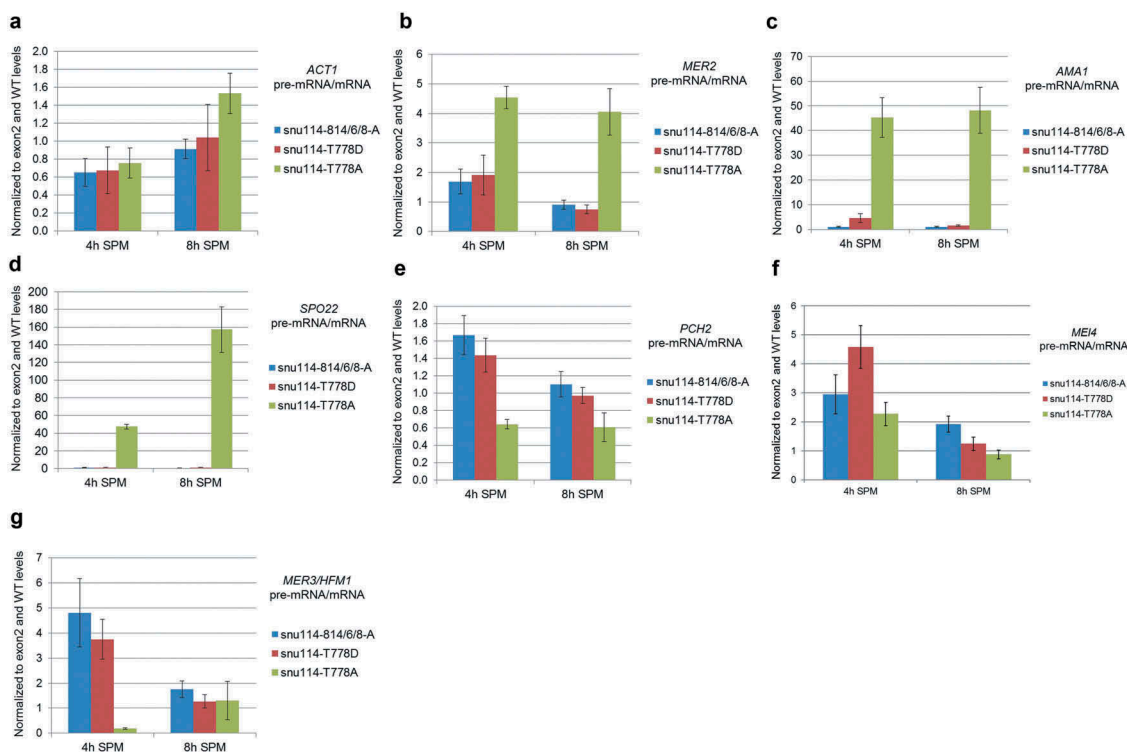 a
Normalized to exon2 and WT levels
2.0
1.8
1.6
1.4
1.2
1.0
0.8
0.6
0.4
0.2
0.0
4h SPM
8h SPM
ACT1
pre-mRNA/mRNA
snu114-814/6/8-A
snu114-T778D
snu114-T778A
b
Normalized to exon2 and WT levels
6
5
4
3
2
1
0
4h SPM
8h SPM
MER2
pre-mRNA/mRNA
snu114-814/6/8-A
snu114-T778D
snu114-T778A
c
Normalized to exon2 and WT levels
70
60
50
40
30
20
10
0
4h SPM
8h SPM
AMA1
pre-mRNA/mRNA
snu114-814/6/8-A
snu114-T778D
snu114-T778A
d
Normalized to exon2 and WT levels
200
180
160
140
120
100
80
60
40
20
0
4h SPM
8h SPM
SPO22
pre-mRNA/mRNA
snu114-814/6/8-A
snu114-T778D
snu114-T778A
e
Normalized to exon2 and WT levels
2.0
1.8
1.6
1.4
1.2
1.0
0.8
0.6
0.4
0.2
0.0
4h SPM
8h SPM
PCH2
pre-mRNA/mRNA
snu114-814/6/8-A
snu114-T778D
snu114-T778A
f
Normalized to exon2 and WT levels
6
5
4
3
2
1
0
4h SPM
8h SPM
MEI4
pre-mRNA/mRNA
snu114-814/6/8-A
snu114-T778D
snu114-T778A
g
Normalized to exon2 and WT levels
7
6
5
4
3
2
1
0
4h SPM
8h SPM
MER3/HFM1
pre-mRNA/mRNA
snu114-814/6/8-A
snu114-T778D
snu114-T778A